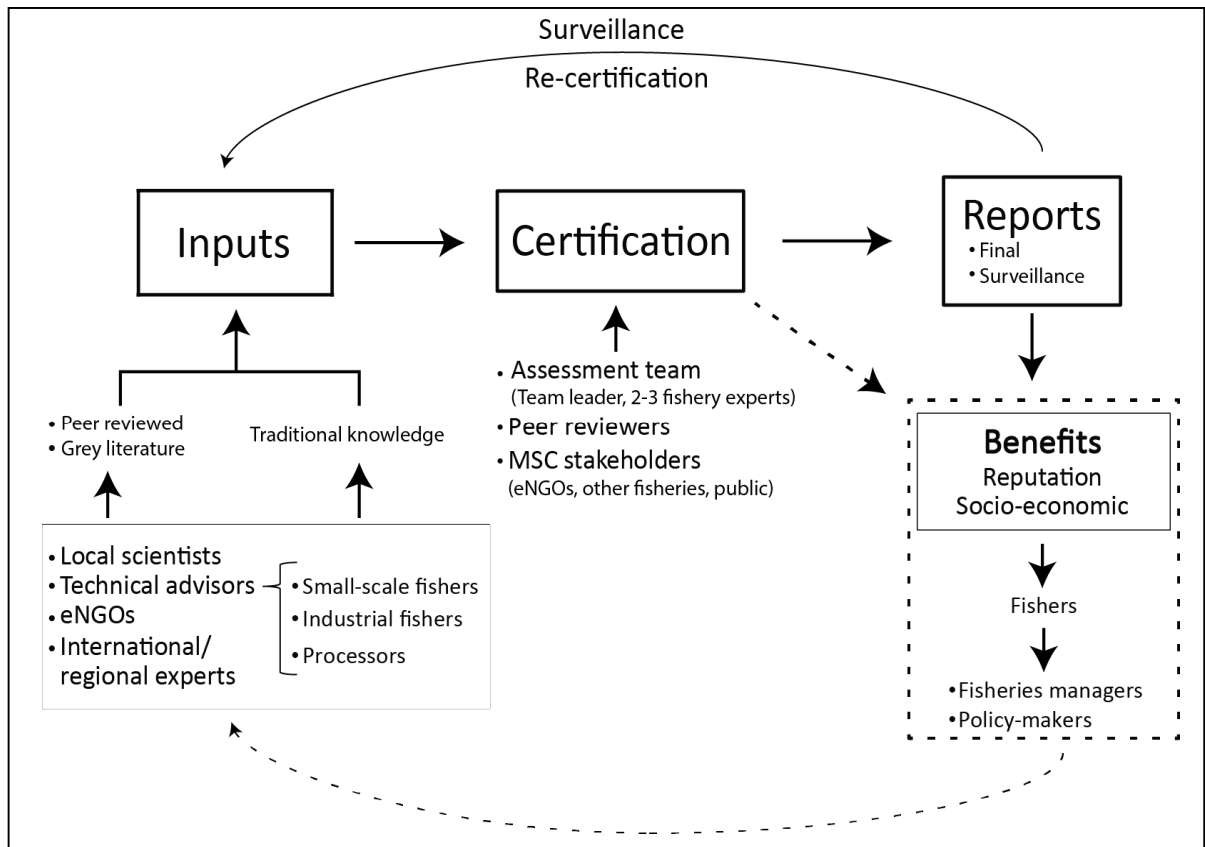 Surveillance
Re-certification
Inputs
Certification
Reports
• Final
• Surveillance
• Peer reviewed
• Grey literature
Traditional knowledge
• Assessment team
(Team leader, 2-3 fishery experts)
• Peer reviewers
• MSC stakeholders
(eNGOs, other fisheries, public)
Benefits
Reputation
Socio-economic
• Local scientists
• Technical advisors
• eNGOs
• International/
regional experts
• Small-scale fishers
• Industrial fishers
• Processors
Fishers
• Fisheries managers
• Policy-makers